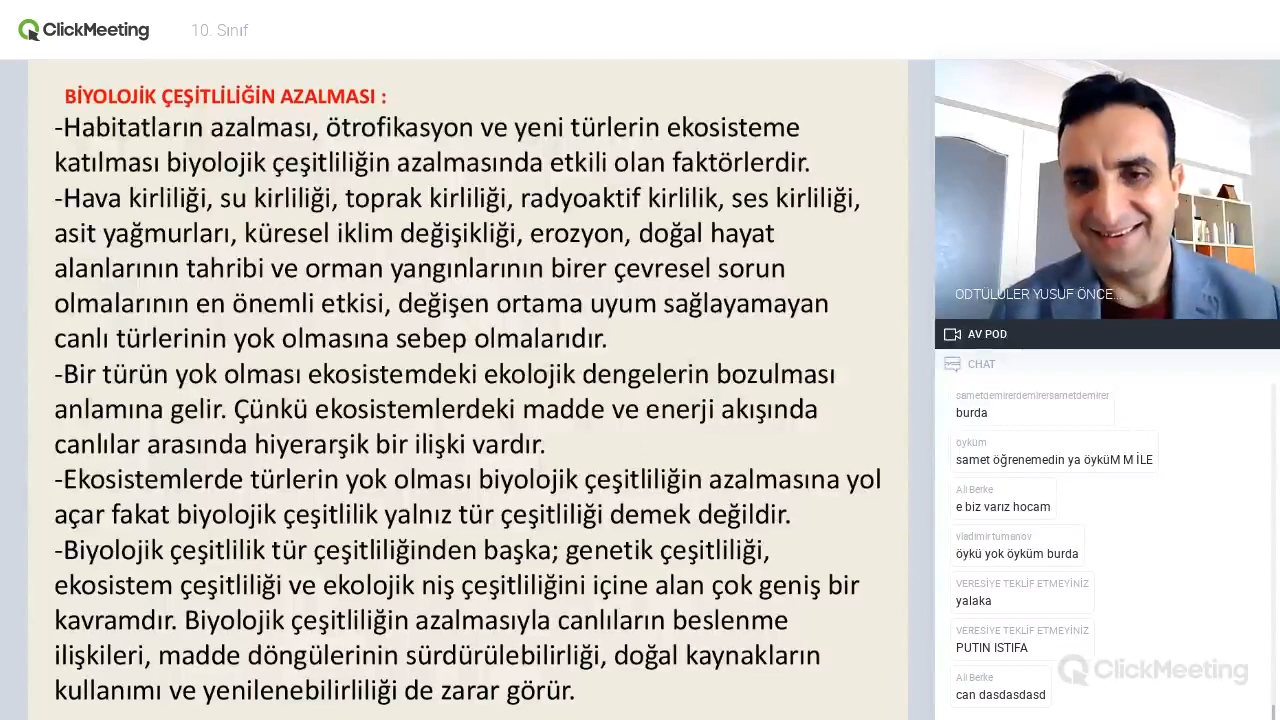 ClickMeeting
10. Sınıf
BİYOLOJİK ÇEŞİTLİLİĞİN AZALMASI :
-Habitatların azalması, ötrofikasyon ve yeni türlerin ekosisteme
katılması biyolojik çeşitliliğin azalmasında etkili olan faktörlerdir.
-Hava kirliliği, su kirliliği, toprak kirliliği, radyoaktif kirlilik, ses kirliliği,
asit yağmurları, küresel iklim değişikliği, erozyon, doğal hayat
alanlarının tahribi ve orman yangınlarının birer çevresel sorun
olmalarının en önemli etkisi, değişen ortama uyum sağlayamayan
canlı türlerinin yok olmasına sebep olmalarıdır.
-Bir türün yok olması ekosistemdeki ekolojik dengelerin bozulması
anlamına gelir. Çünkü ekosistemlerdeki madde ve enerji akışında
canlılar arasında hiyerarşik bir ilişki vardır.
-Ekosistemlerde türlerin yok olması biyolojik çeşitliliğin azalmasına yol
açar fakat biyolojik çeşitlilik yalnız tür çeşitliliği demek değildir.
-Biyolojik çeşitlilik tür çeşitliliğinden başka; genetik çeşitliliği,
ekosistem çeşitliliği ve ekolojik niş çeşitliliğini içine alan çok geniş bir
kavramdır. Biyolojik çeşitliliğin azalmasıyla canlıların beslenme
ilişkileri, madde döngülerinin sürdürülebilirliği, doğal kaynakların
kullanımı ve yenilenebilirliği de zarar görür.
ODTÜLÜLER YUSUF ÖNCE...
AV POD
CHAT
sametdemirerdemirersametdemirer
burda
öyküm
samet öğrenemedin ya öyküM M İLE
Ali Berke
e biz varız hocam
vladimir tumanov
öykü yok öyküm burda
VERESİYE TEKLİF ETMEYİNİZ
yalaka
VERESİYE TEKLİF ETMEYİNİZ
PUTIN ISTIFA
Ali Berke
can dasdasdasd
ClickMeeting